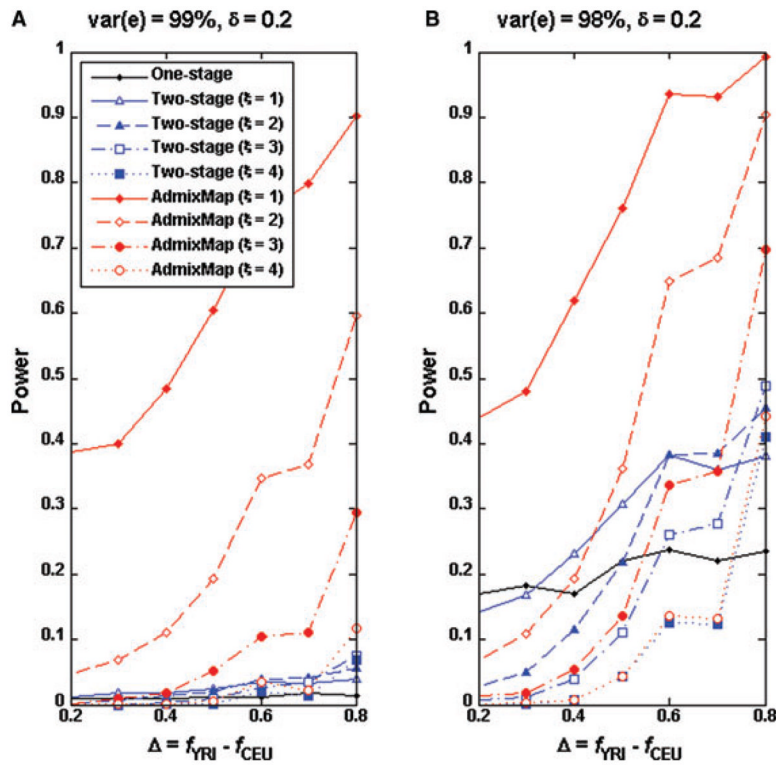 A
var(e) = 99%, δ = 0.2
Power
1
0.9
0.8
0.7
0.6
0.5
0.4
0.3
0.2
0.1
0
One-stage
Two-stage (ξ = 1)
Two-stage (ξ = 2)
Two-stage (ξ = 3)
Two-stage (ξ = 4)
AdmixMap (ξ = 1)
AdmixMap (ξ = 2)
AdmixMap (ξ = 3)
AdmixMap (ξ = 4)
0.2 0.4 0.6 0.8
Δ = fYRI - fCEU
B
var(e) = 98%, δ = 0.2
Power
1
0.9
0.8
0.7
0.6
0.5
0.4
0.3
0.2
0.1
0
0.2 0.4 0.6 0.8
Δ = fYRI - fCEU